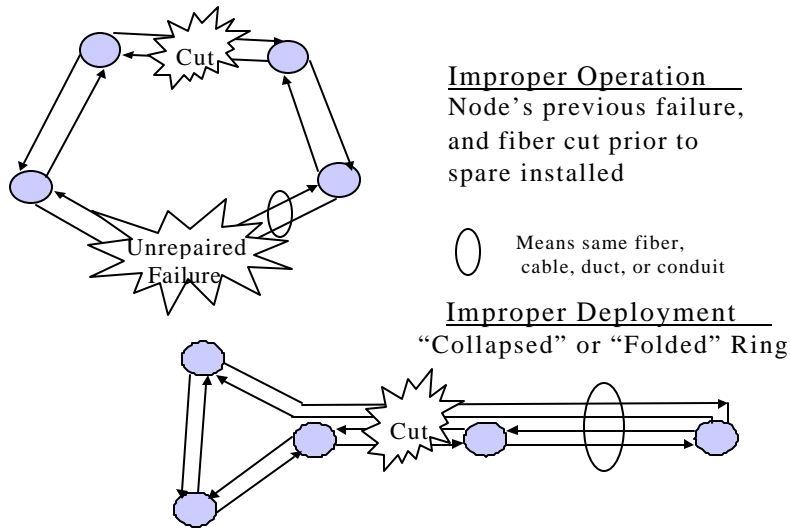 Cut
Improper Operation
Node's previous failure,
and fiber cut prior to
spare installed
Unrepaired
Failure
Means same fiber,
cable, duct, or conduit
Improper Deployment
“Collapsed” or “Folded” Ring
Cut